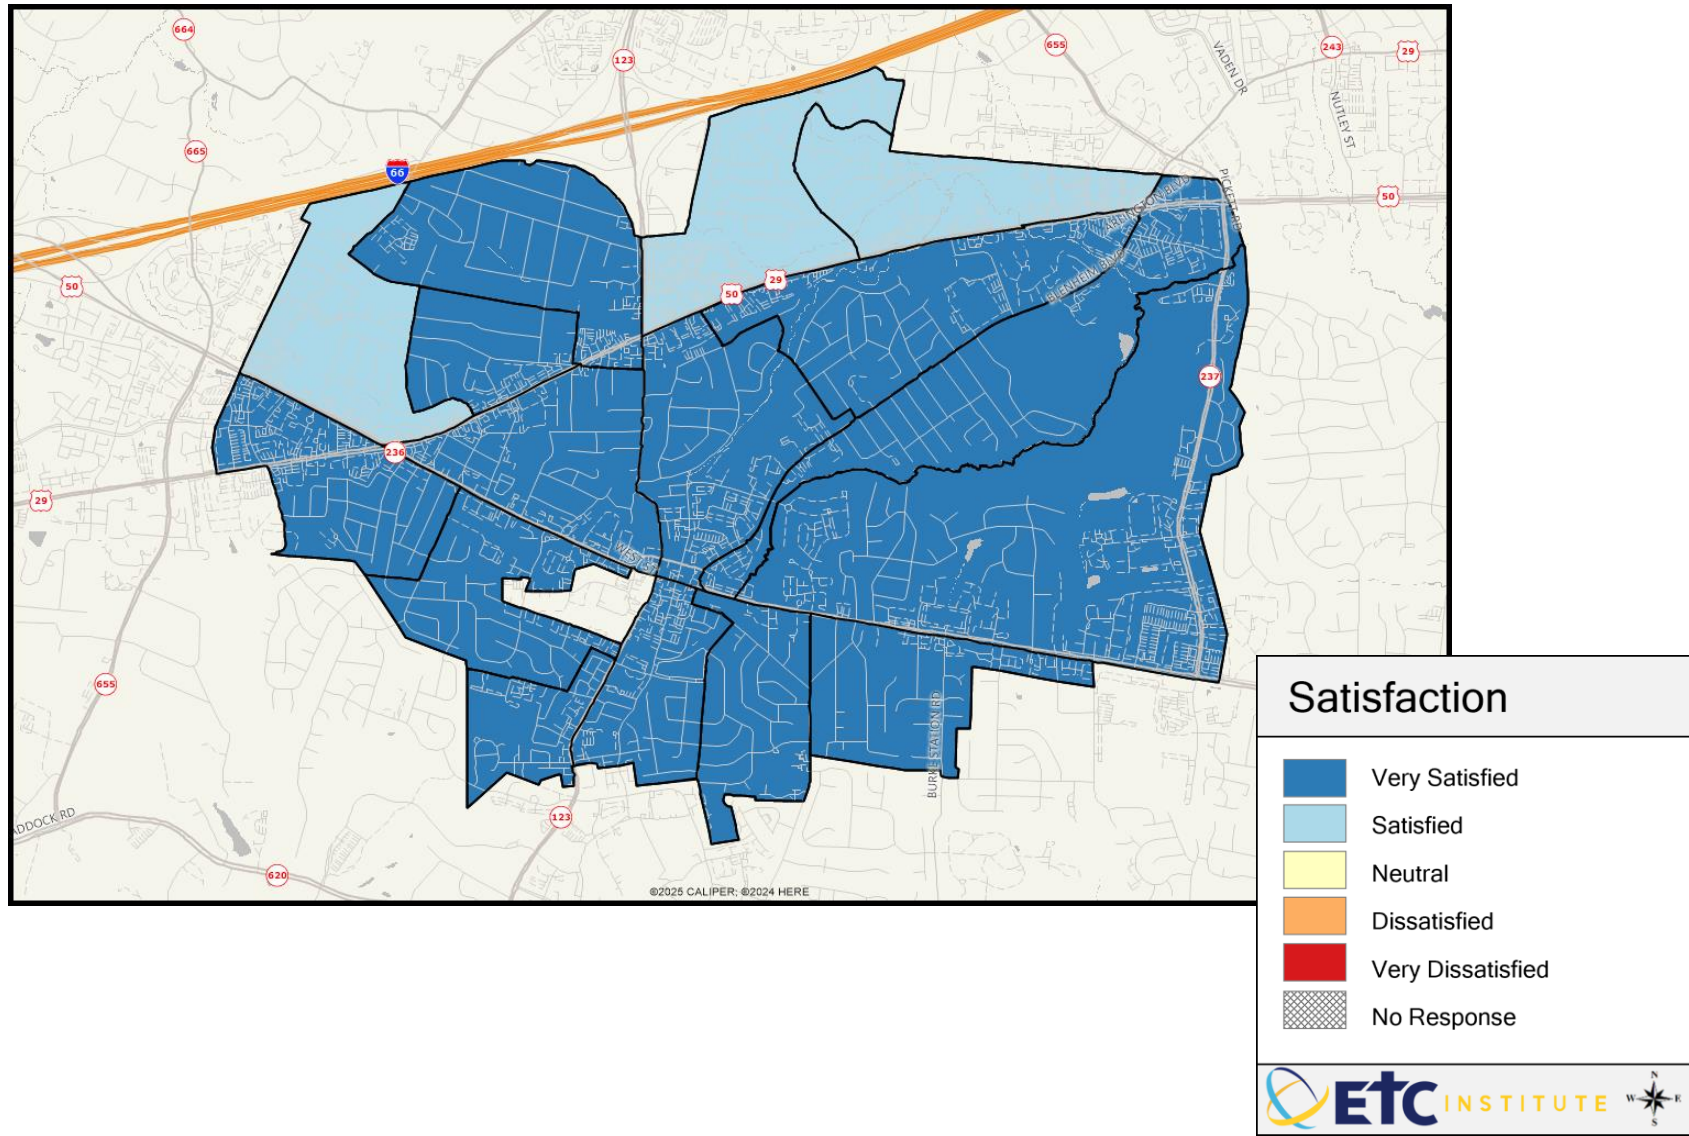 664
123
655
243
29
VADEN DR
NUTLEY ST
665
66
PICKETT RD
50
ARLINGTON BLVD
50
29
50
BLENHEIM BLVD
237
236
29
WEST ST
655
BURKE STATION RD
123
ADDOCK RD
620
©2025 CALIPER; ©2024 HERE
Satisfaction
Very Satisfied
Satisfied
Neutral
Dissatisfied
Very Dissatisfied
No Response
ETC INSTITUTE
N
W E
S